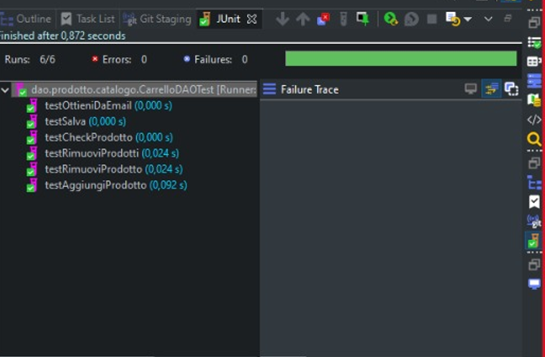 Outline Task List Git Staging JUnit
Finished after 0,872 seconds
Runs: 6/6 Errors: 0 Failures: 0
dao.prodotto.catalogo.CarrelloDAOTest [Runner: Failure Trace
testOttieniDaEmail (0,000 s)
testSalva (0,000 s)
testCheckProdotto (0,000 s)
testRimuoviProdotti (0,024 s)
testRimuoviProdotto (0,024 s)
testAggiungiProdotto (0,092 s)